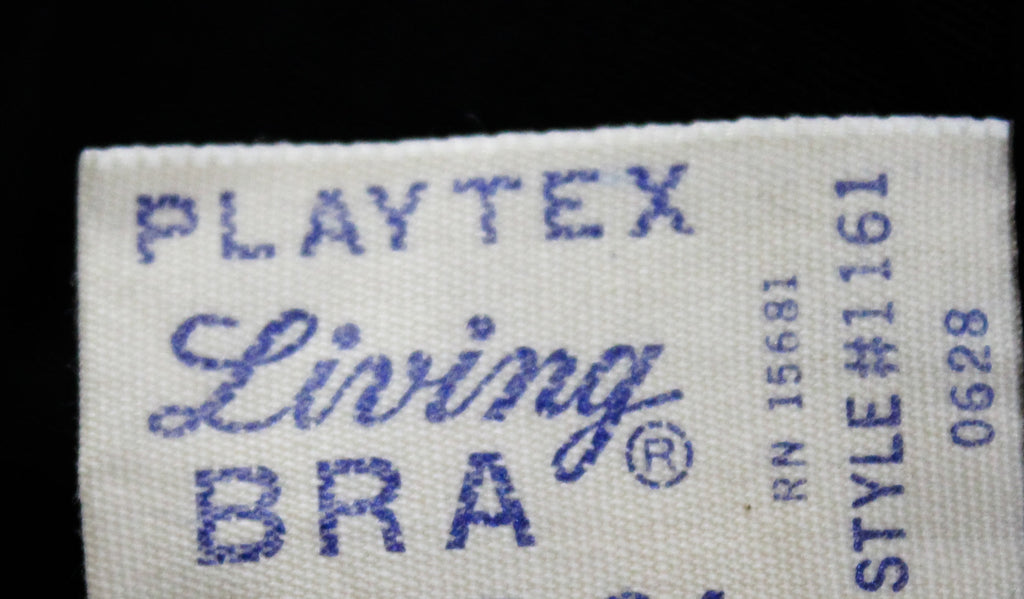 PLAYTEX
Living®
BRA
RN 15681
STYLE #1161
0628